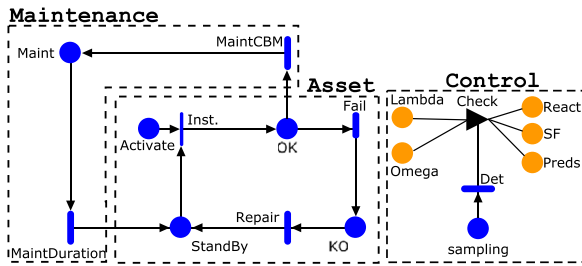 Maintenance
Maint
MaintCBM
Asset
Fail
Inst.
Activate
OK
Repair
MaintDuration
StandBy
KO
Control
Lambda
Check
React
SF
Omega
Preds
Det
sampling